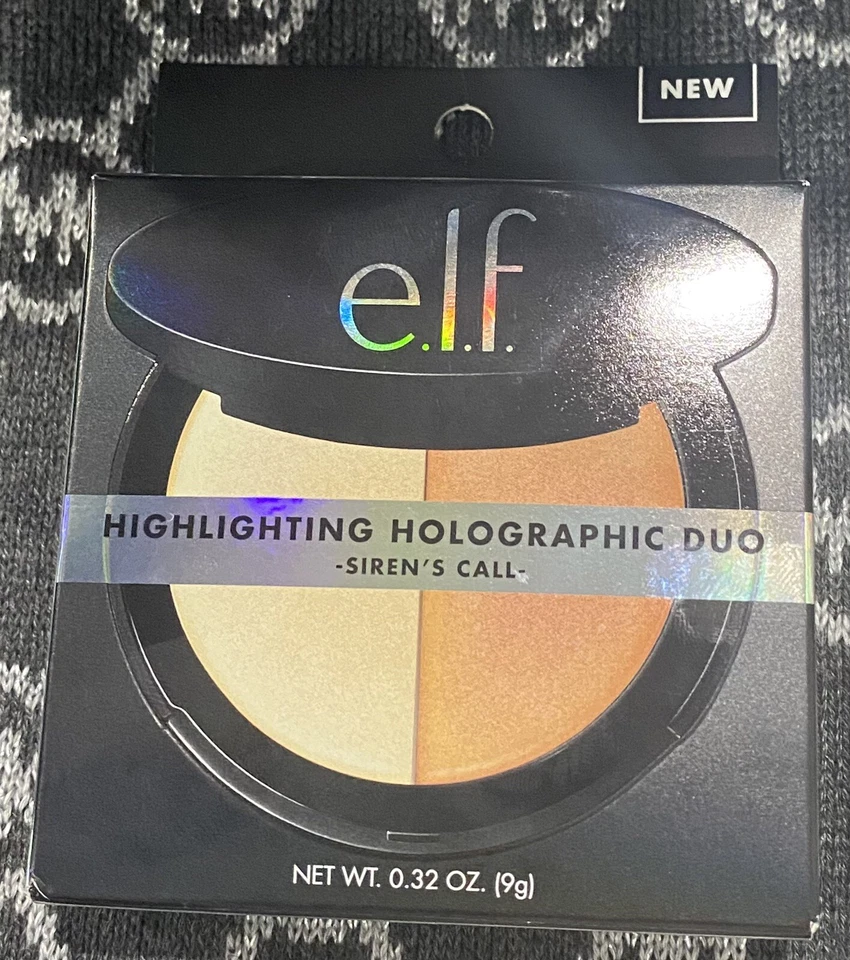 NEW
e.l.f.
HIGHLIGHTING HOLOGRAPHIC DUO
-SIREN'S CALL-
NET WT. 0.32 OZ. (9g)